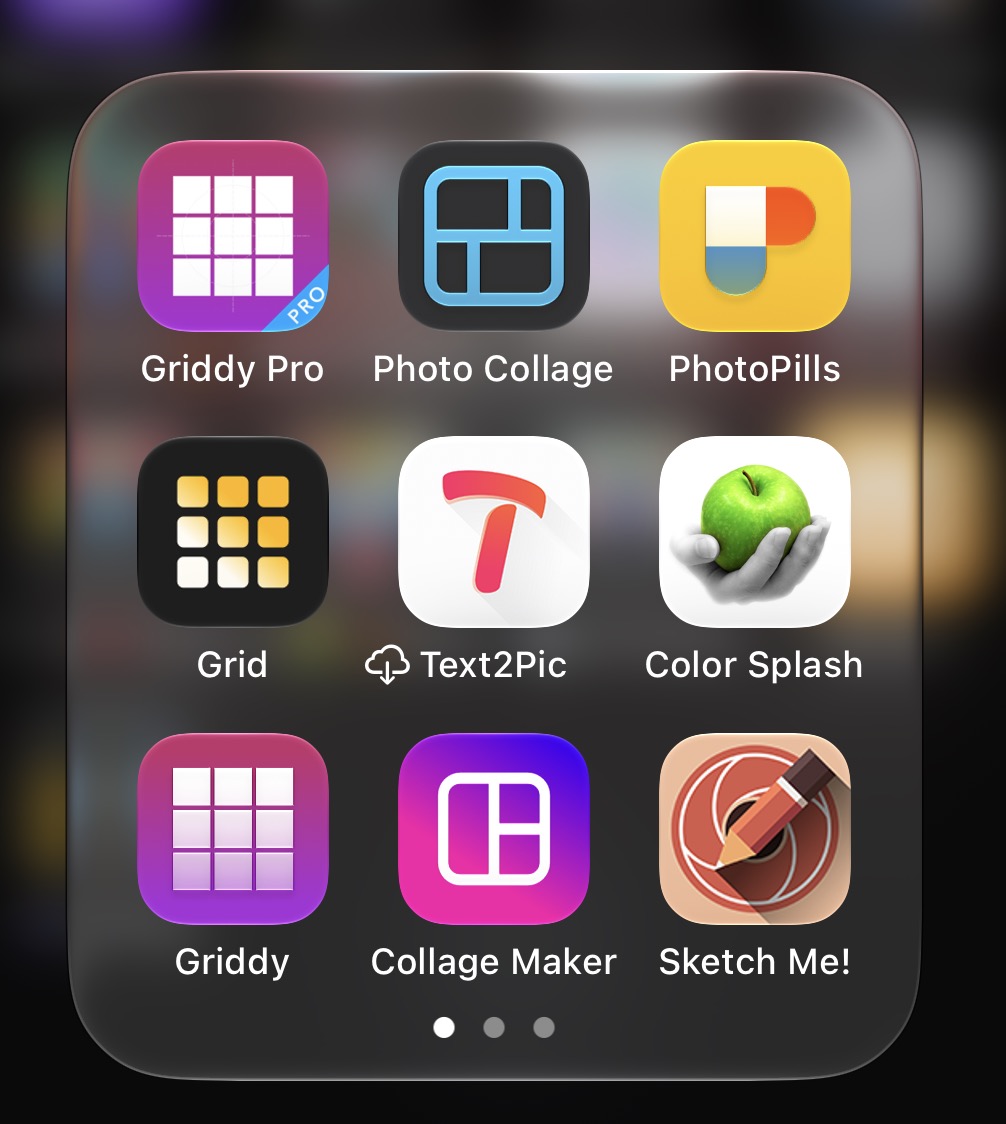 PRO
Griddy Pro
Photo Collage
PhotoPills
Grid
Text2Pic
Color Splash
Griddy
Collage Maker
Sketch Me!